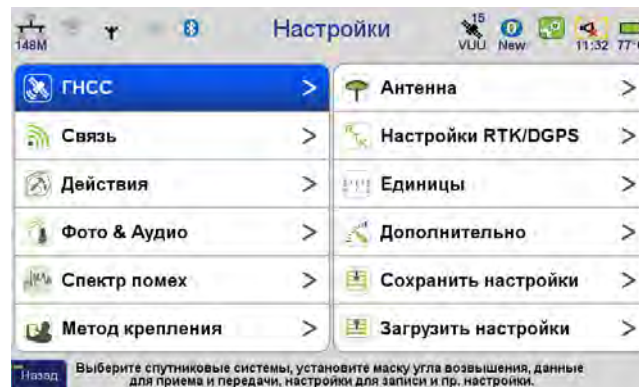 Настройки
15
148M
VUU
New
11:32
ГНСС >
Антенна >
Связь >
Настройки RTK/DGPS >
Действия >
Единицы >
Фото & Аудио >
Дополнительно >
Спектр помех >
Сохранить настройки >
Метод крепления >
Загрузить настройки >
Назад
Выберите спутниковые системы, установите маску угла возвышения, данные
для приема и передачи, настройки для записи и пр. настройки.